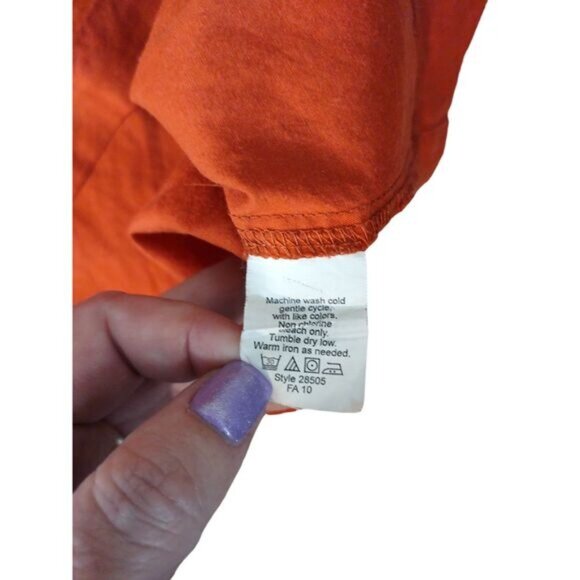 Machine wash cold
gentle cycle,
with like colors.
Non chlorine
bleach only.
Tumble dry low.
Warm iron as needed.
30
Style 28505
FA 10